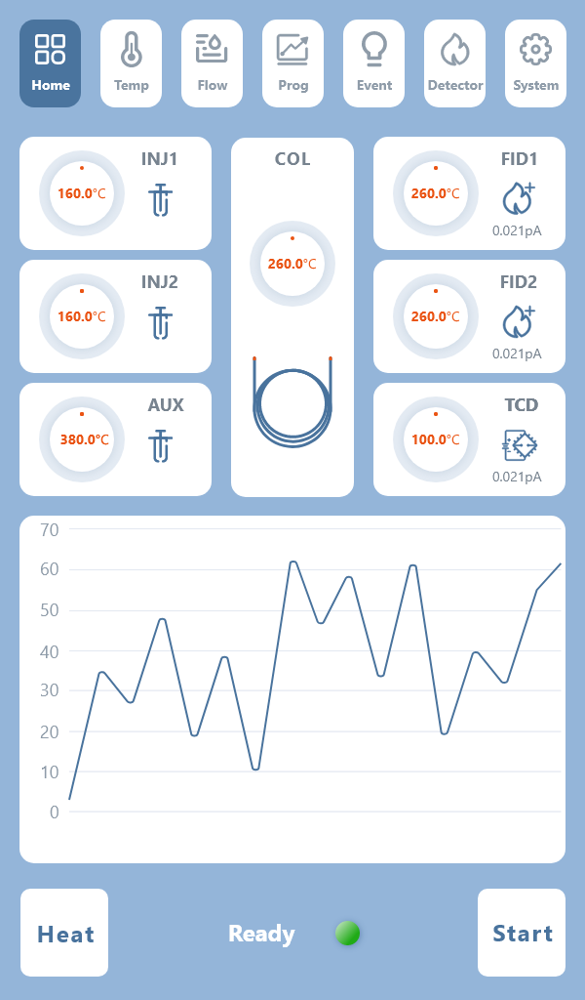 Home
Temp
Flow
Prog
Event
Detector
System
INJ1
160.0°C
COL
260.0°C
FID1
260.0°C
0.021pA
INJ2
160.0°C
FID2
260.0°C
0.021pA
AUX
380.0°C
TCD
100.0°C
0.021pA
70
60
50
40
30
20
10
0
Heat
Ready
Start